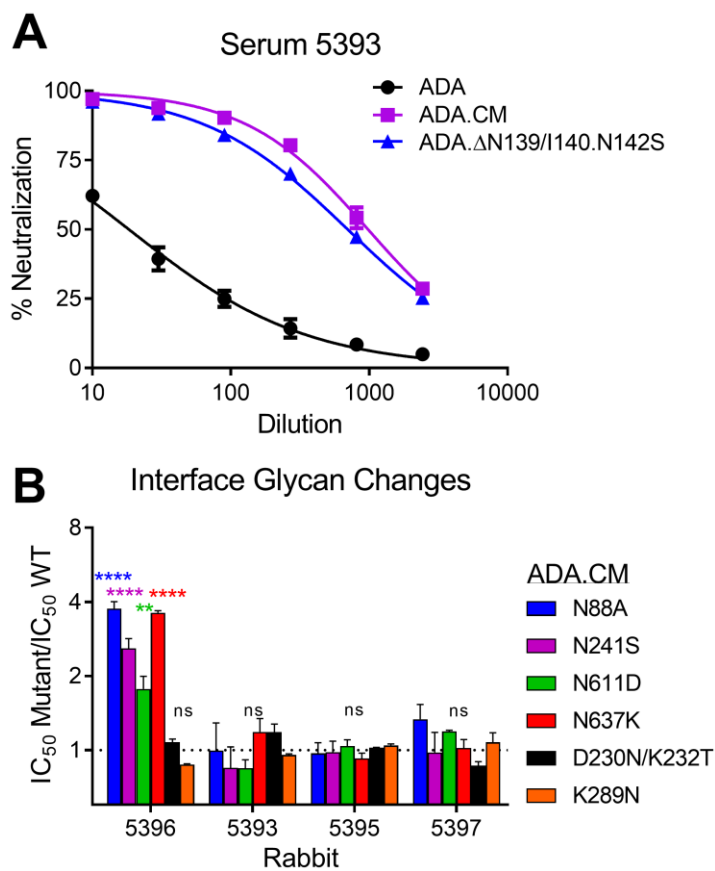 A
Serum 5393
% Neutralization
100
75
50
25
0
10
100
1000
10000
Dilution
ADA
ADA.CM
ADA.ΔN139/I140.N142S
B
Interface Glycan Changes
IC50 Mutant/IC50 WT
8
4
2
1
****
****
**
****
ns
ns
ns
ns
5396
5393
5395
5397
Rabbit
ADA.CM
N88A
N241S
N611D
N637K
D230N/K232T
K289N